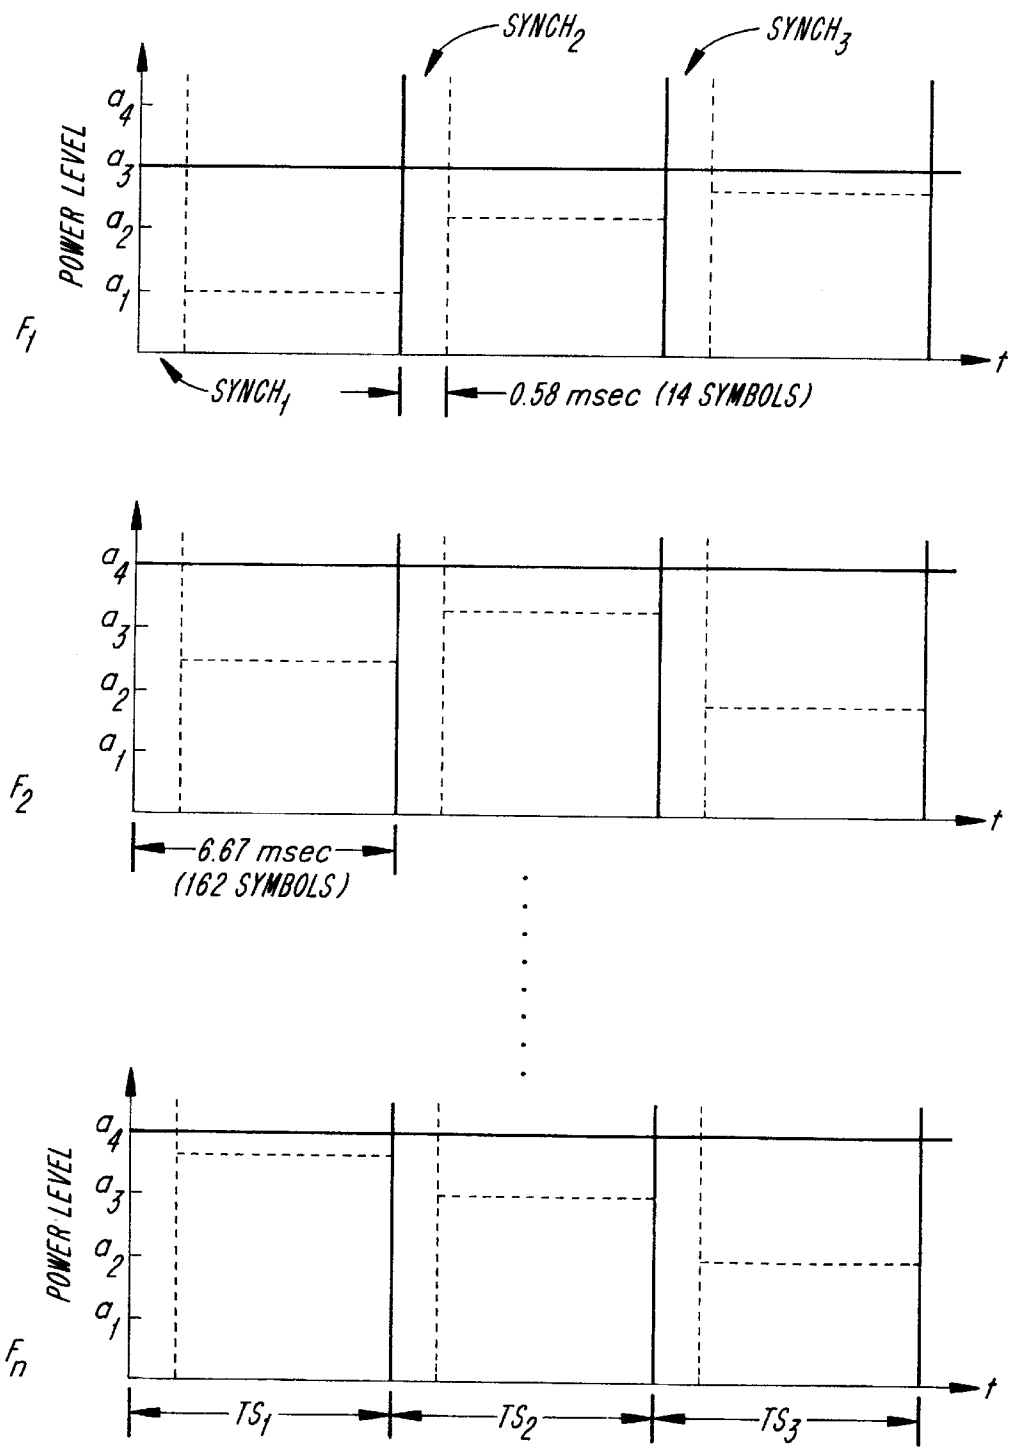 SYNCH2
SYNCH3
a4
a3
a2
a1
POWER LEVEL
F1
t
SYNCH1
0.58 msec (14 SYMBOLS)
a4
a3
a2
a1
F2
t
6.67 msec
(162 SYMBOLS)
a4
a3
a2
a1
POWER LEVEL
Fn
t
TS1
TS2
TS3